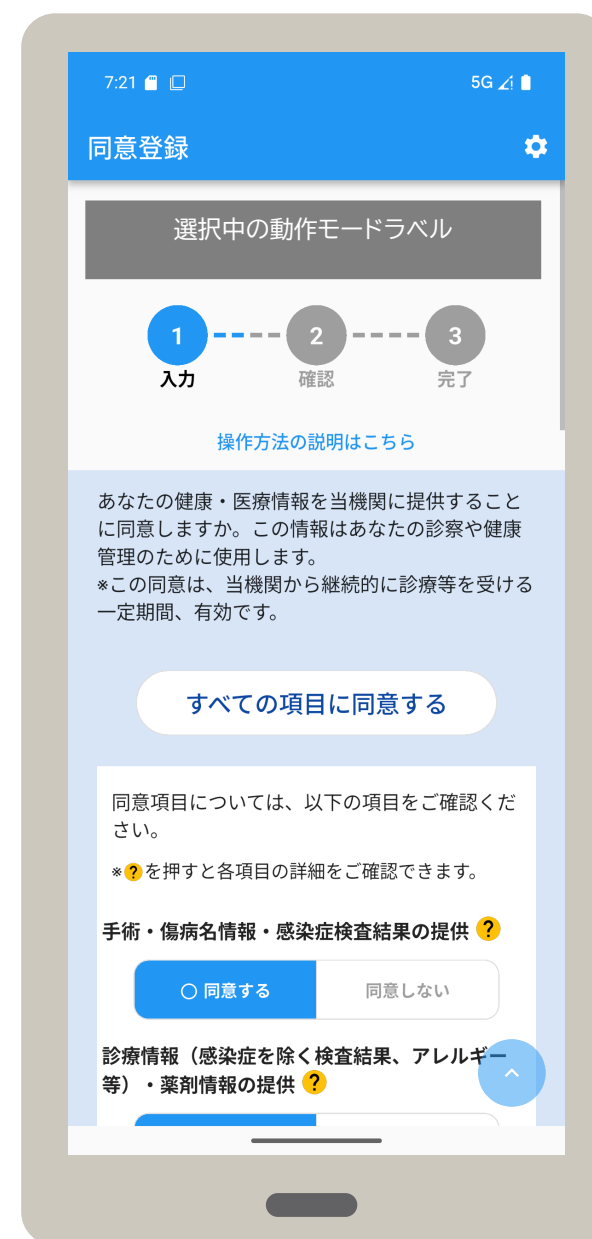 7:21 5G
同意登録
選択中の動作モードラベル
1 2 3
入力 確認 完了
操作方法の説明はこちら
あなたの健康・医療情報を当機関に提供すること
に同意しますか。この情報はあなたの診察や健康
管理のために使用します。
※この同意は、当機関から継続的に診療等を受ける
一定期間、有効です。
すべての項目に同意する
同意項目については、以下の項目をご確認くだ
さい。
※?を押すと各項目の詳細をご確認できます。
手術・傷病名情報・感染症検査結果の提供 ?
〇 同意する 同意しない
診療情報（感染症を除く検査結果、アレルギー
等）・薬剤情報の提供 ?